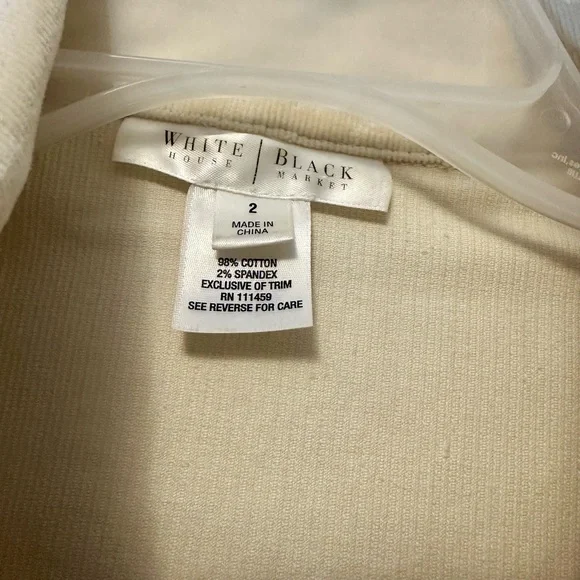 WHITE | BLACK
HOUSE MARKET
2
MADE IN
CHINA
98% COTTON
2% SPANDEX
EXCLUSIVE OF TRIM
RN 111459
SEE REVERSE FOR CARE